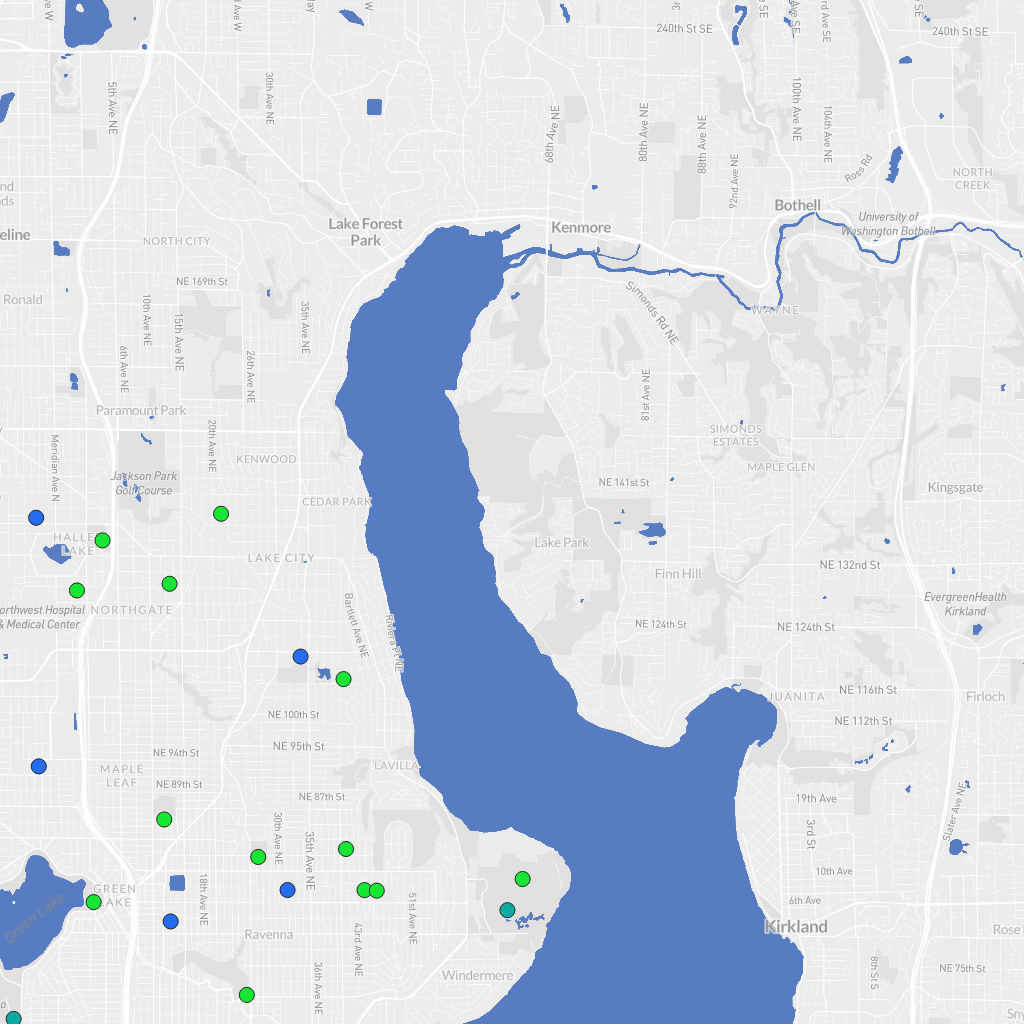 240th St SE
240th St SE
5th Ave NE
30th Ave NE
68th Ave NE
80th Ave NE
88th Ave NE
92nd Ave NE
100th Ave NE
104th Ave NE
Ross Rd
NORTH
CREEK
Bothell
University of
Washington Bothell
Lake Forest
Park
Kenmore
NORTH CITY
eline
NE 169th St
Ronald
10th Ave NE
15th Ave NE
35th Ave NE
6th Ave NE
26th Ave NE
Simonds Rd NE
WAYNE
81st Ave NE
Paramount Park
20th Ave NE
Meridian Ave N
KENWOOD
SIMONDS
ESTATES
MAPLE GLEN
Jackson Park
Golf Course
NE 141st St
Kingsgate
CEDAR PARK
HALLE
LAKE
LAKE CITY
Lake Park
Finn Hill
NE 132nd St
EvergreenHealth
Kirkland
orthwest Hospital
& Medical Center
NORTHGATE
Bartlett Ave NE
Riviera Pl NE
NE 124th St
NE 124th St
JUANITA
NE 116th St
Firloch
NE 100th St
NE 112th St
NE 95th St
NE 94th St
MAPLE
LEAF
LAVILLA
NE 89th St
NE 87th St
19th Ave
3rd St
Slater Ave NE
30th Ave NE
35th Ave NE
10th Ave
GREEN
LAKE
Green Lake
18th Ave NE
51st Ave NE
6th Ave
Kirkland
Ravenna
43rd Ave NE
Rose
Windermere
36th Ave NE
8th St S
NE 75th St